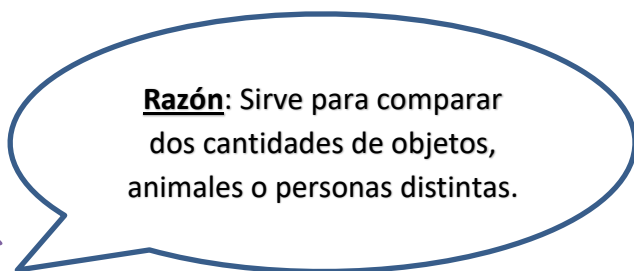 Razón: Sirve para comparar
dos cantidades de objetos,
animales o personas distintas.